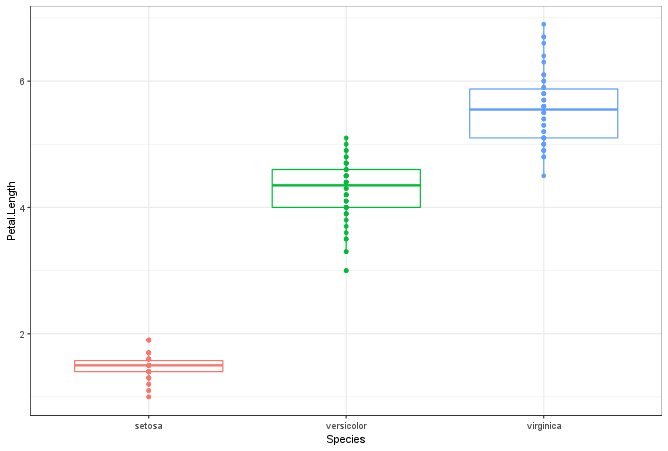 Petal.Length
6
4
2
setosa
versicolor
virginica
Species